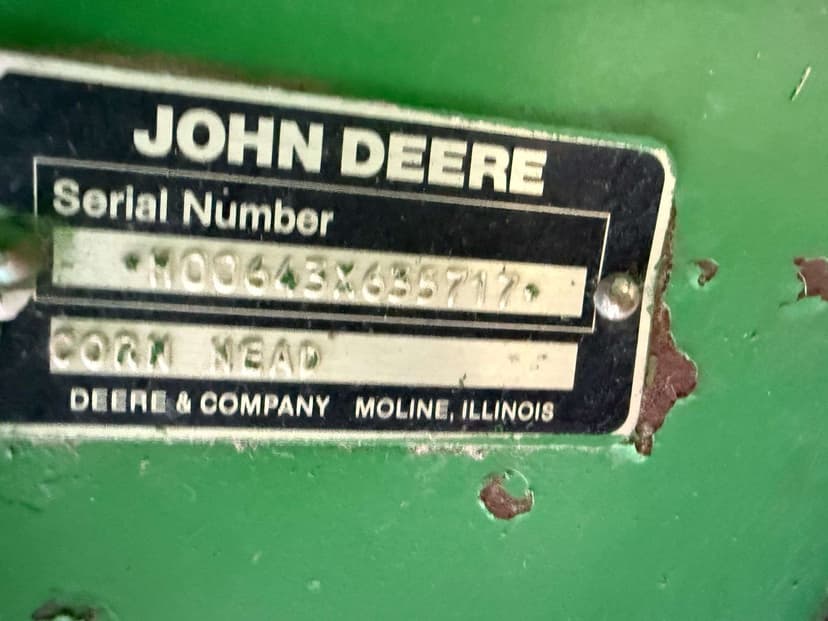 JOHN DEERE
Serial Number
*H00643X635717*
CORN HEAD
DEERE & COMPANY MOLINE, ILLINOIS